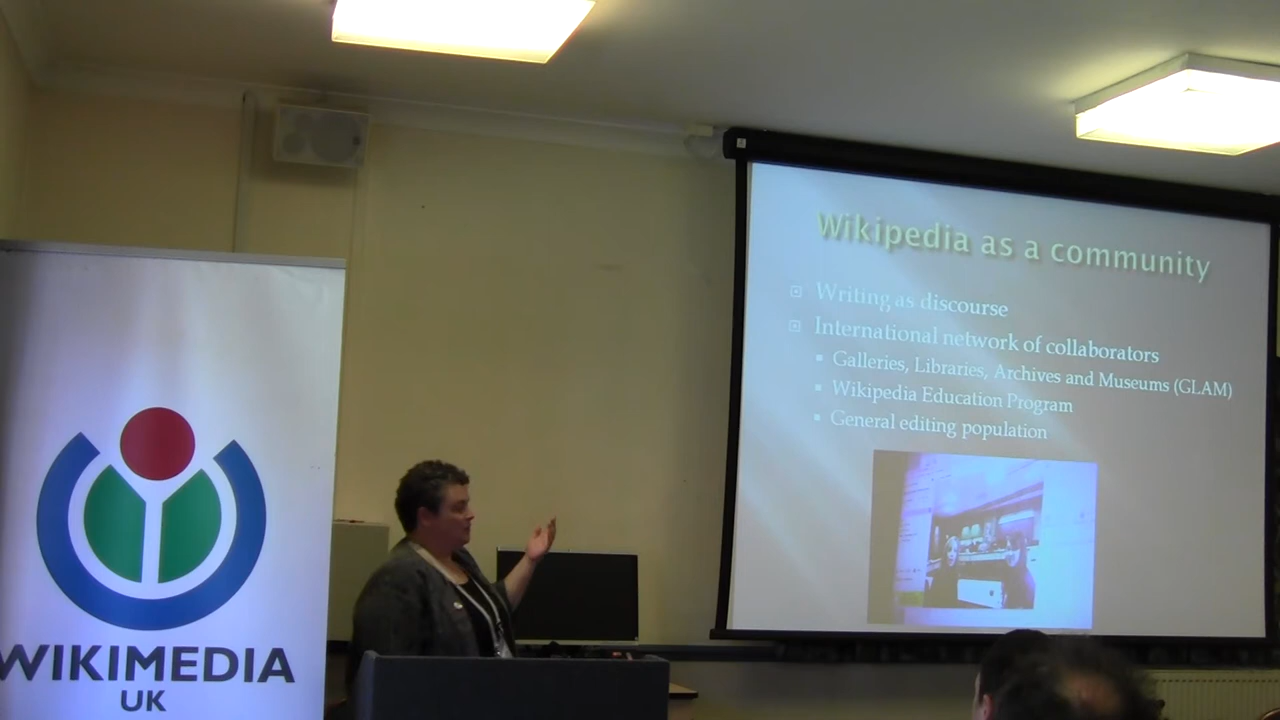 WIKIMEDIA
UK
Wikipedia as a community
Writing as discourse
International network of collaborators
Galleries, Libraries, Archives and Museums (GLAM)
Wikipedia Education Program
General editing population